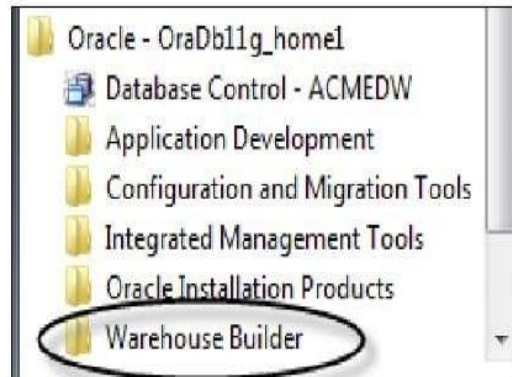 Oracle - OraDb11g_home1
Database Control - ACMEDW
Application Development
Configuration and Migration Tools
Integrated Management Tools
Oracle Installation Products
Warehouse Builder